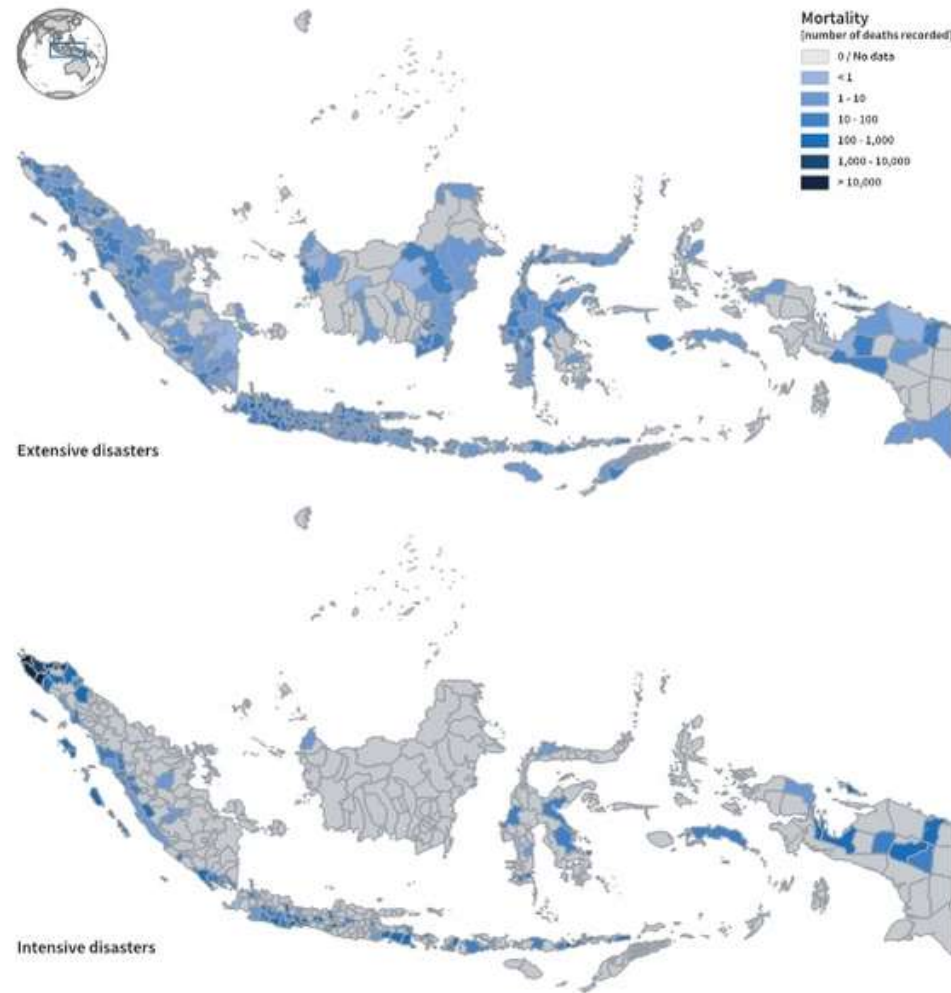 Mortality
[number of deaths recorded]
0 / No data
< 1
1 - 10
10 - 100
100 - 1,000
1,000 - 10,000
> 10,000
Extensive disasters
Intensive disasters